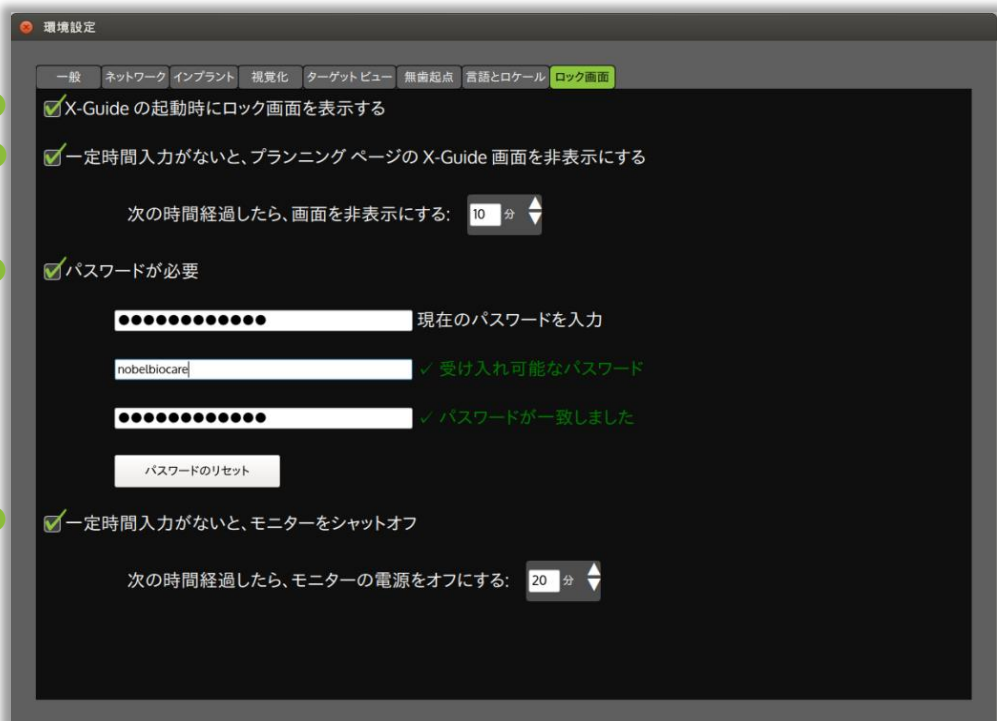 環境設定
一般 ネットワーク インプラント 視覚化 ターゲットビュー 無歯起点 言語とロケール ロック画面
X-Guide の起動時にロック画面を表示する
一定時間入力がないと、プランニング ページの X-Guide 画面を非表示にする
次の時間経過したら、画面を非表示にする: 10 分
パスワードが必要
●●●●●●●●●●●● 現在のパスワードを入力
nobelbiocare ✓ 受け入れ可能なパスワード
●●●●●●●●●●●● ✓ パスワードが一致しました
パスワードのリセット
一定時間入力がないと、モニターをシャットオフ
次の時間経過したら、モニターの電源をオフにする: 20 分